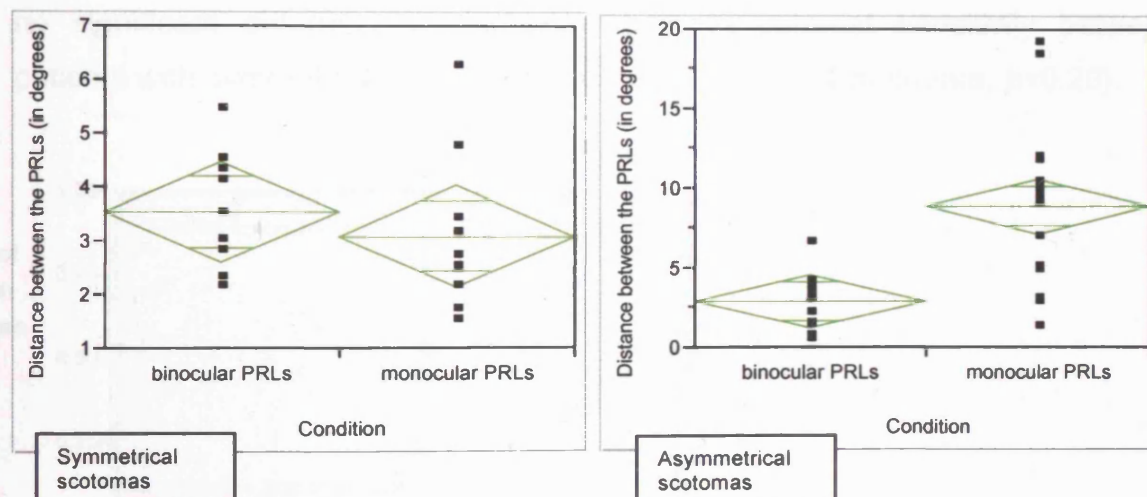 7
6
5
4
3
2
1
Distance between the PRLs (in degrees)
binocular PRLs
monocular PRLs
Condition
Symmetrical
scotomas
20
15
10
5
0
Distance between the PRLs (in degrees)
binocular PRLs
monocular PRLs
Condition
Asymmetrical
scotomas